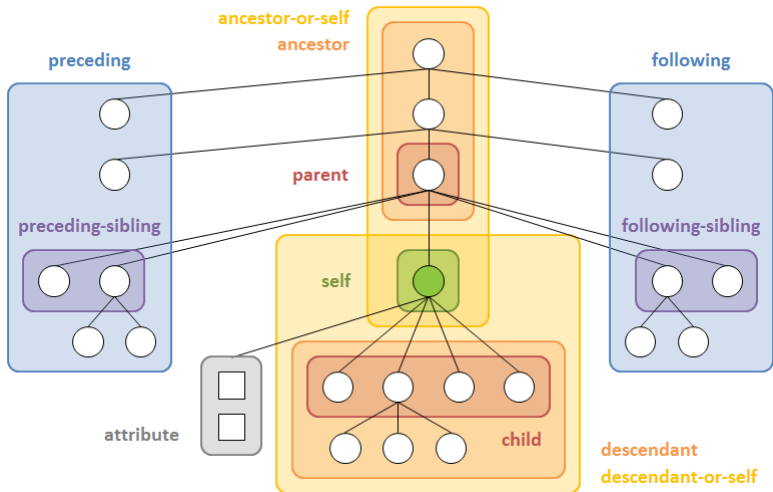 ancestor-or-self
ancestor
preceding
following
parent
preceding-sibling
following-sibling
self
attribute
child
descendant
descendant-or-self